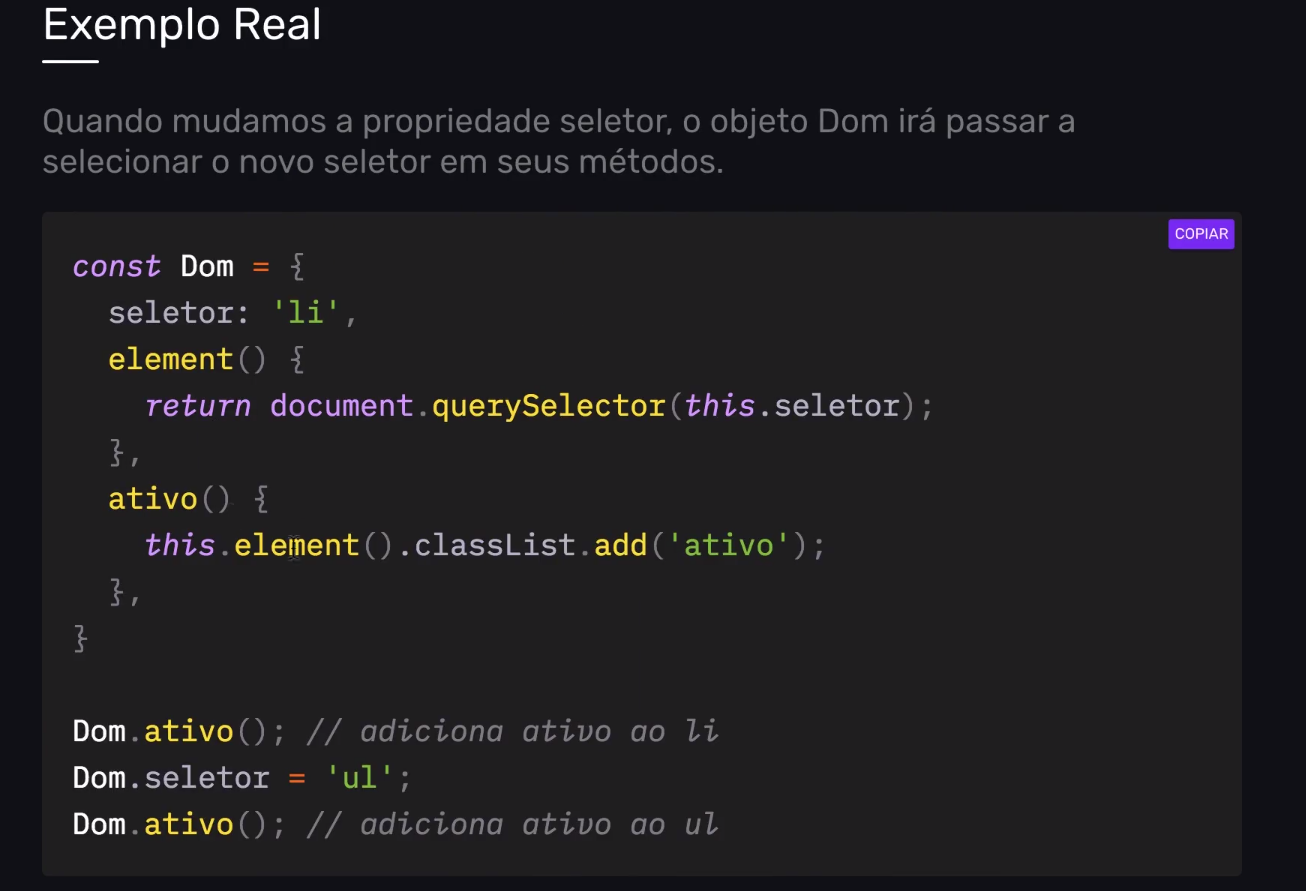 Exemplo Real
Quando mudamos a propriedade seletor, o objeto Dom irá passar a
selecionar o novo seletor em seus métodos.
COPIAR
const Dom = {
  seletor: 'li',
  element() {
    return document.querySelector(this.seletor);
  },
  ativo() {
    this.element().classList.add('ativo');
  },
}

Dom.ativo(); // adiciona ativo ao li
Dom.seletor = 'ul';
Dom.ativo(); // adiciona ativo ao ul